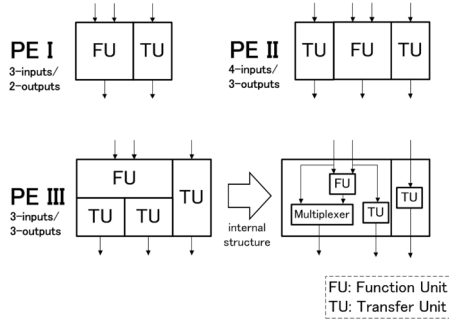 PE I
3-inputs/
2-outputs
FU
TU
PE II
4-inputs/
3-outputs
TU
FU
TU
PE III
3-inputs/
3-outputs
FU
TU
TU
TU
internal
structure
FU
Multiplexer
TU
TU
FU: Function Unit
TU: Transfer Unit